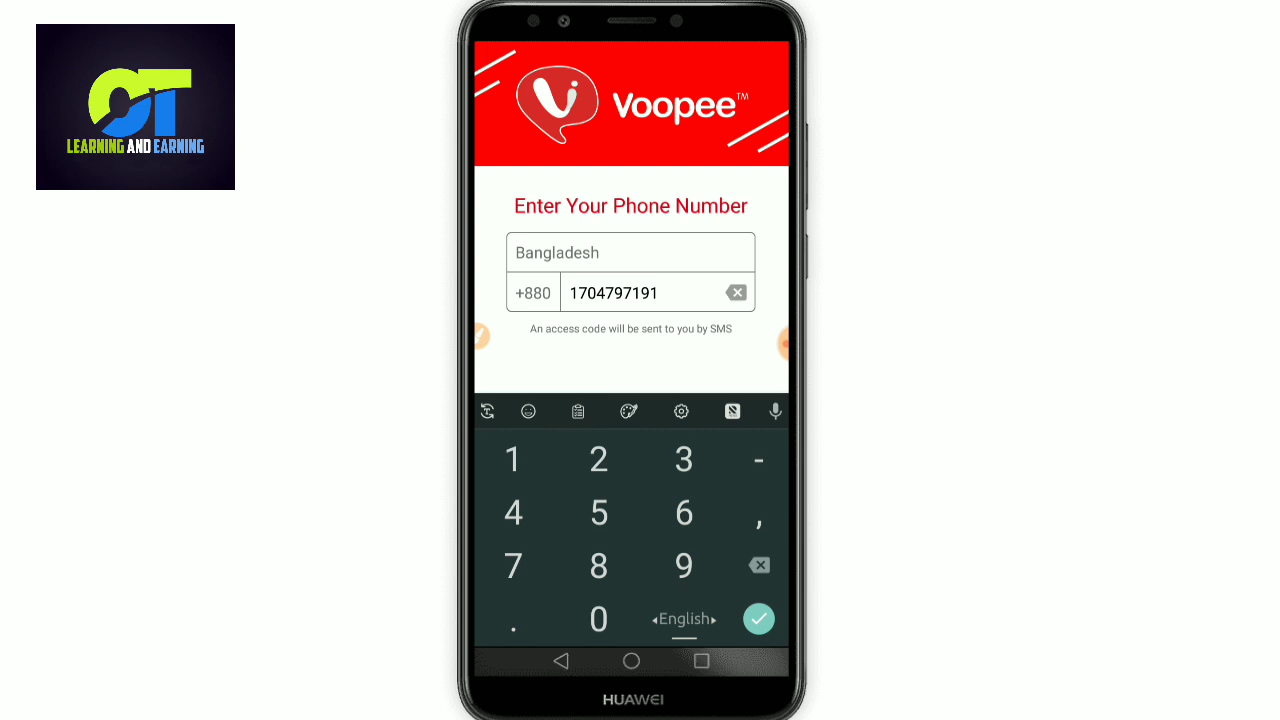 OT
LEARNING AND EARNING
Voopee™
Enter Your Phone Number
Bangladesh
+880 1704797191
An access code will be sent to you by SMS
1 2 3 -
4 5 6 ,
7 8 9
. 0 English
HUAWEI